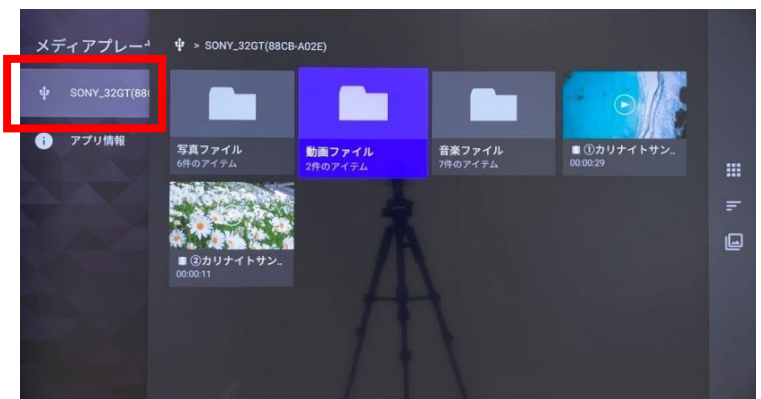 メディアプレーヤ
SONY_32GT(88CB-A02E)
SONY_32GT(88
アプリ情報
写真ファイル
6件のアイテム
動画ファイル
2件のアイテム
音楽ファイル
7件のアイテム
①カリナイトサン..
00:00:29
②カリナイトサン..
00:00:11